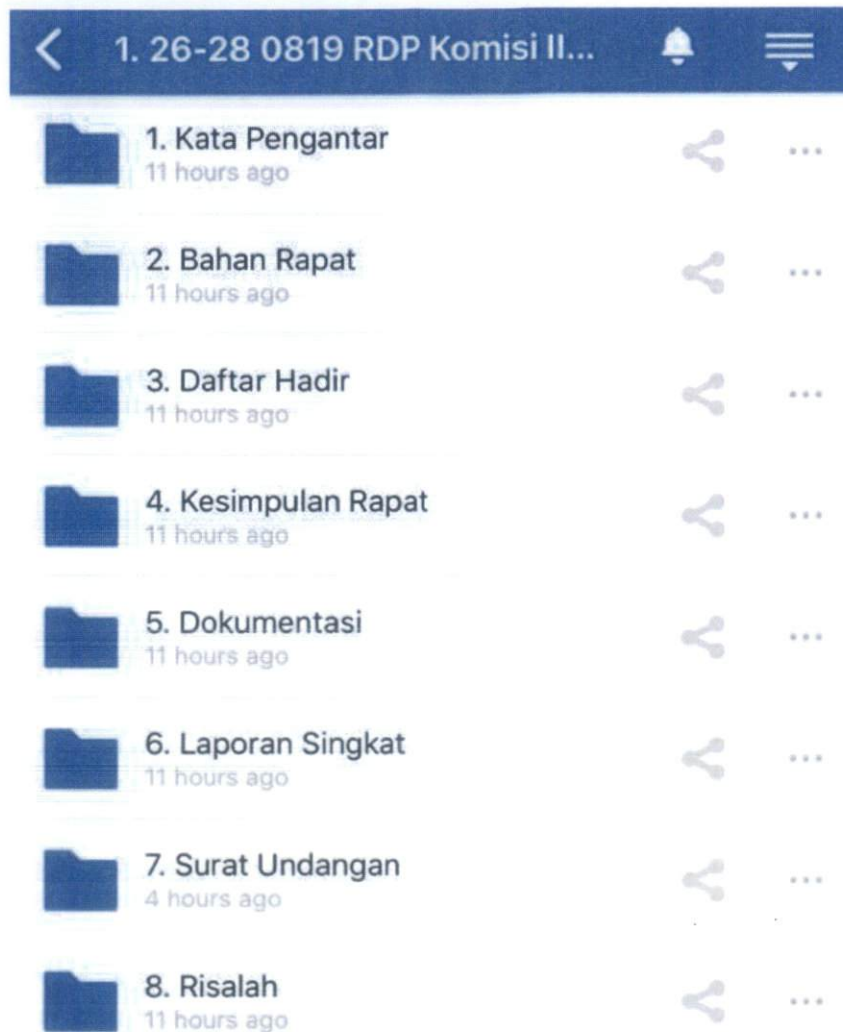 1. 26-28 0819 RDP Komisi II...
1. Kata Pengantar
11 hours ago
2. Bahan Rapat
11 hours ago
3. Daftar Hadir
11 hours ago
4. Kesimpulan Rapat
11 hours ago
5. Dokumentasi
11 hours ago
6. Laporan Singkat
11 hours ago
7. Surat Undangan
4 hours ago
8. Risalah
11 hours ago